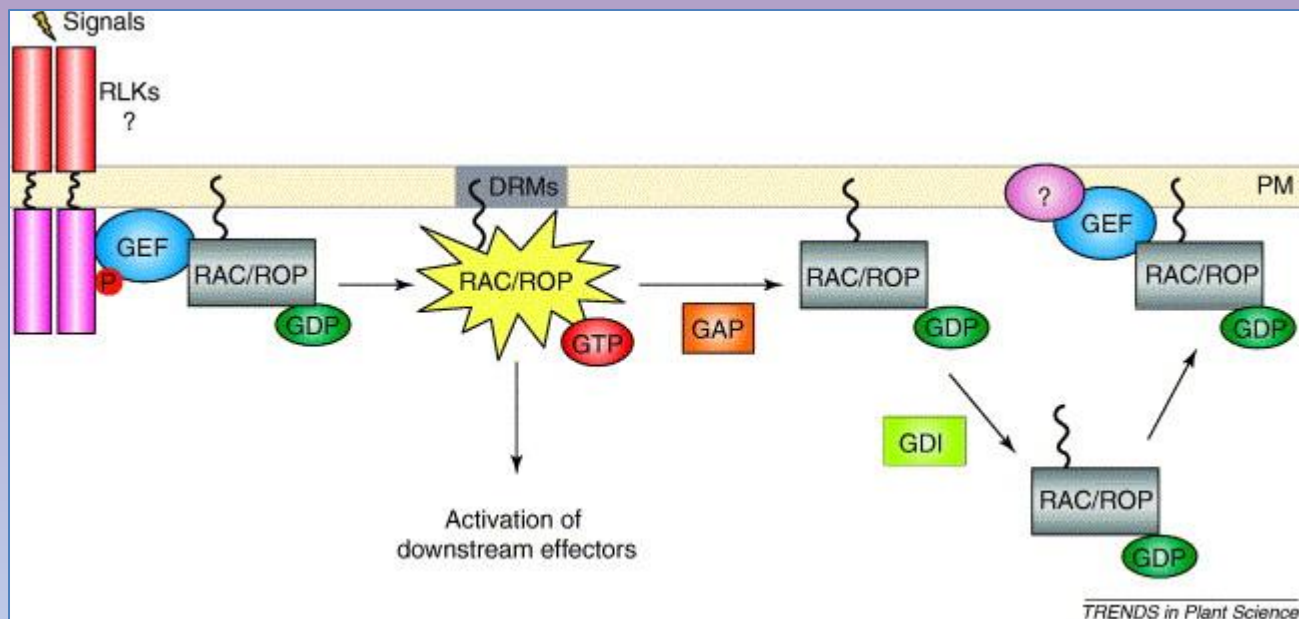 Signals
RLKs
?
DRMs
PM
?
GEF
GEF
P
RAC/ROP
RAC/ROP
RAC/ROP
RAC/ROP
GDP
GTP
GAP
GDP
GDP
GDI
RAC/ROP
GDP
Activation of
downstream effectors
TRENDS in Plant Science